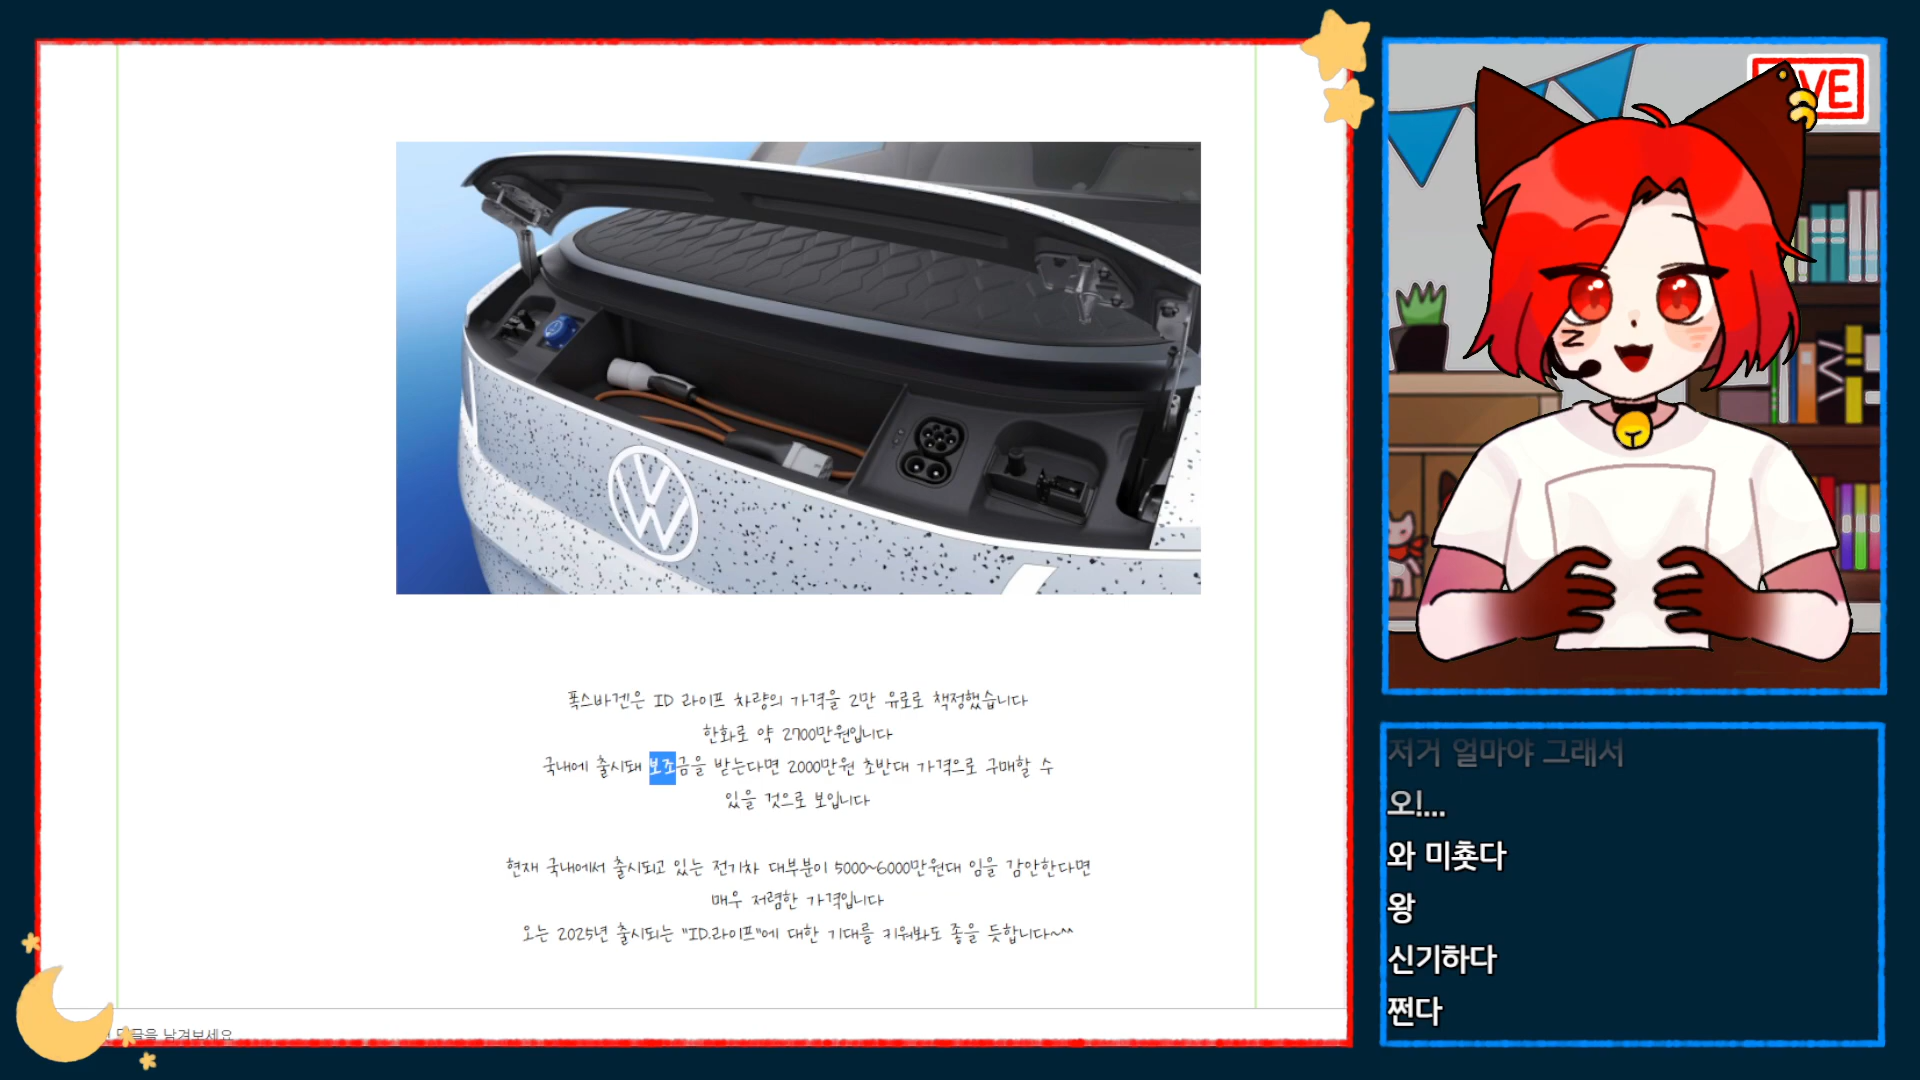 폭스바겐은 ID 라이프 차량의 가격을 2만 유로로 책정했습니다
한화로 약 2700만원입니다
국내에 출시돼 보조금을 받는다면 2000만원 초반대 가격으로 구매할 수
있을 것으로 보입니다
현재 국내에서 출시되고 있는 전기차 대부분이 5000~6000만원대 임을 감안한다면
매우 저렴한 가격입니다
오는 2025년 출시되는 "ID.라이프"에 대한 기대를 키워봐도 좋을 듯합니다~^^
남겨보세요
저거 얼마야 그래서
오!...
와 미춋다
왕
신기하다
쩐다